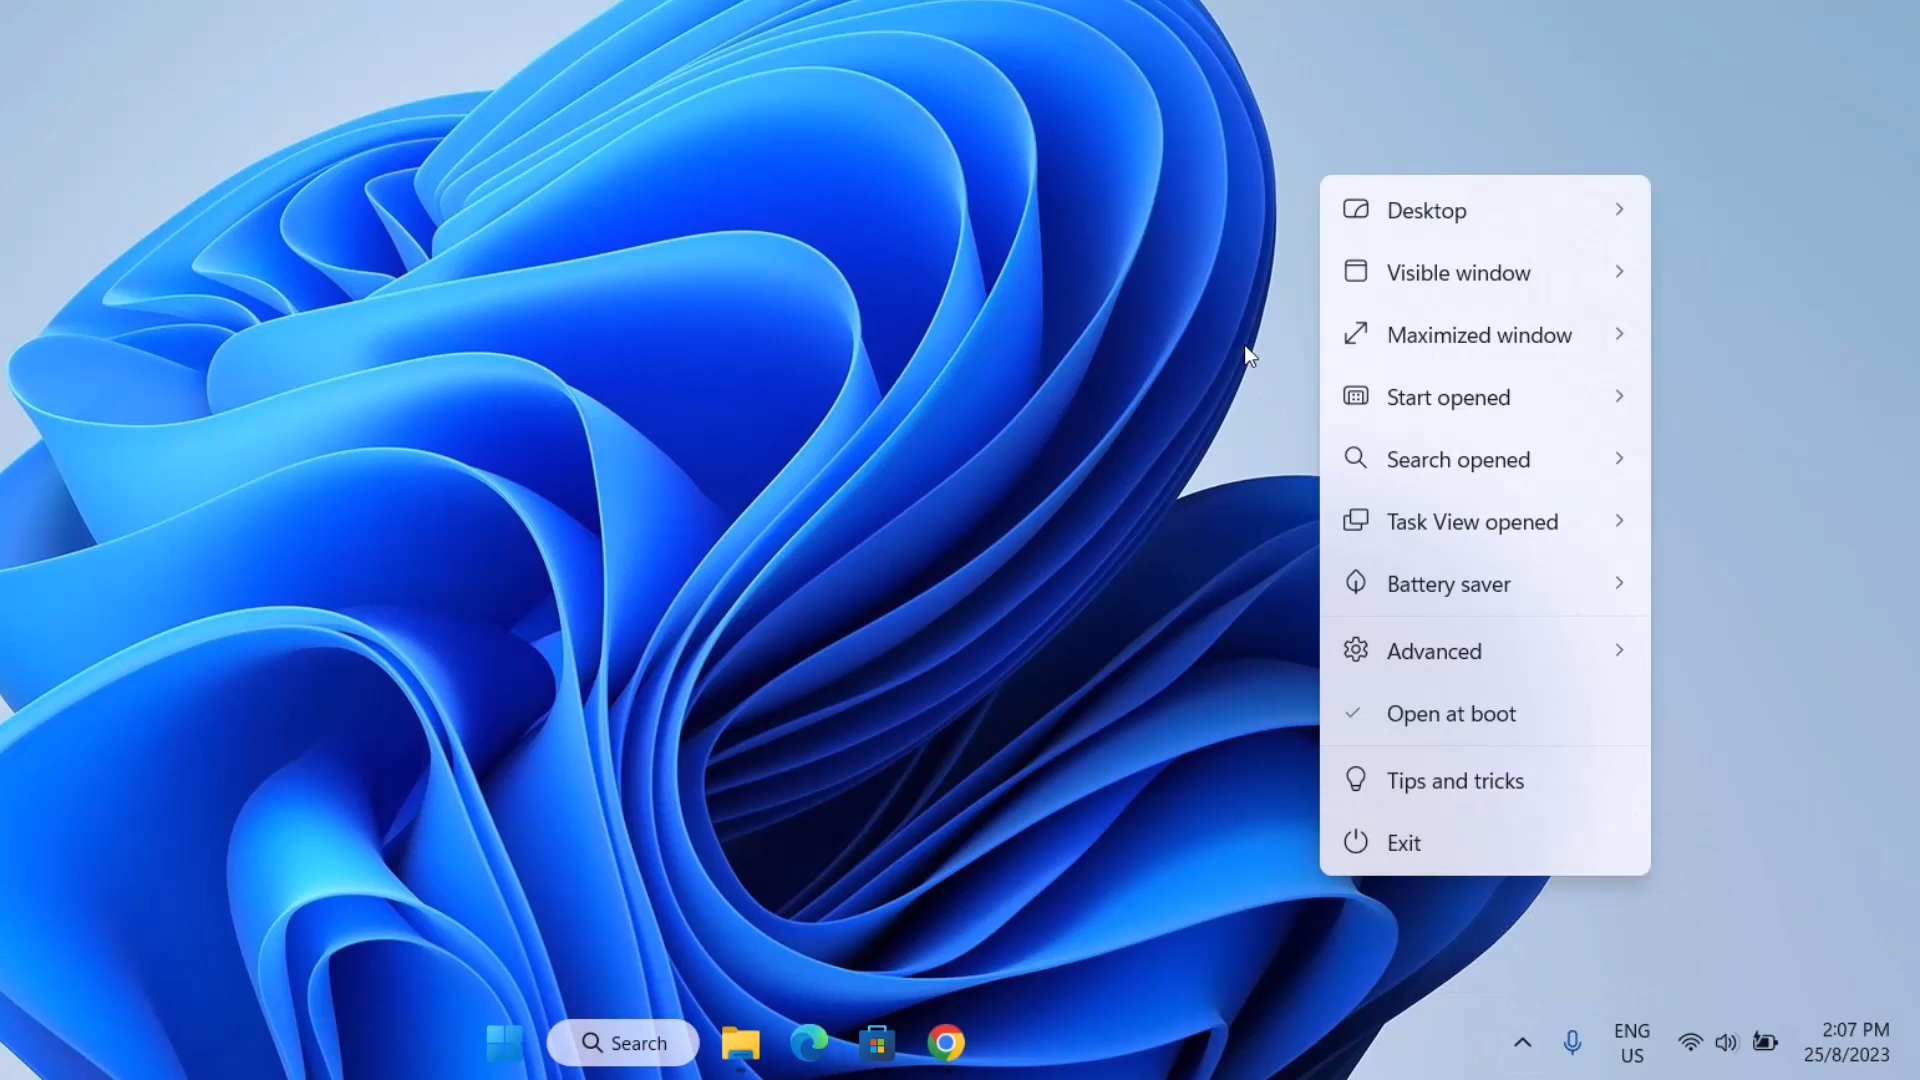 Desktop
Visible window
Maximized window
Start opened
Search opened
Task View opened
Battery saver
Advanced
Open at boot
Tips and tricks
Exit
Search
ENG
US
2:07 PM
25/8/2023